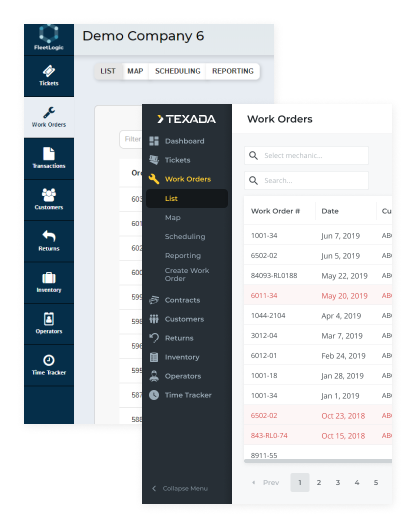 FleetLogic
Demo Company 6
Tickets
LIST MAP SCHEDULING REPORTING
Work Orders
Transactions
Customers
Returns
Inventory
Operators
Time Tracker
Filter
Or
603
601
602
600
599
598
596
595
587
588
TEXADA
Dashboard
Tickets
Work Orders
List
Map
Scheduling
Reporting
Create Work
Order
Contracts
Customers
Returns
Inventory
Operators
Time Tracker
Collapse Menu
Work Orders
Select mechanic...
Search...
Work Order # Date Cu
1001-34 Jun 7, 2019 AB
6502-02 Jun 5, 2019 AB
84093-RL0188 May 22, 2019 AB
6011-34 May 20, 2019 AB
1044-2104 Apr 4, 2019 AB
3012-04 Mar 7, 2019 AB
6012-01 Feb 24, 2019 AB
1001-18 Jan 28, 2019 AB
1001-34 Jan 1, 2019 AB
6502-02 Oct 23, 2018 AB
843-RL0-74 Oct 15, 2018 AB
8911-55
Prev 1 2 3 4 5